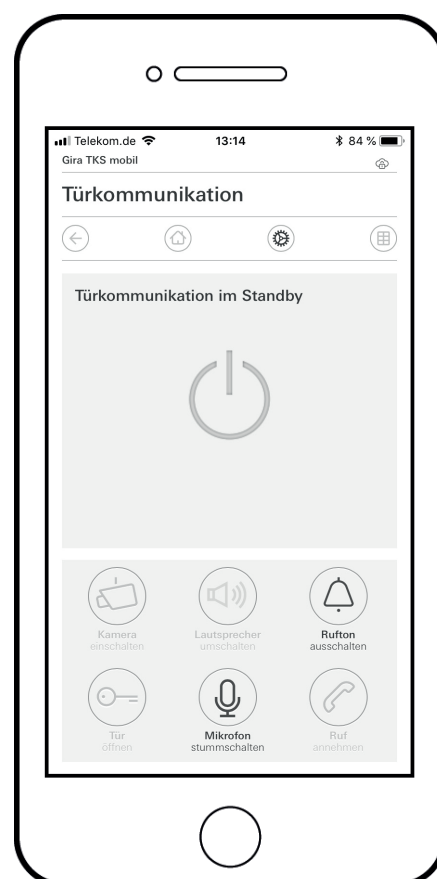 Telekom.de 13:14 84 %
Gira TKS mobil
Türkommunikation
Türkommunikation im Standby
Kamera
einschalten
Lautsprecher
umschalten
Rufton
ausschalten
Tür
öffnen
Mikrofon
stummschalten
Ruf
annehmen